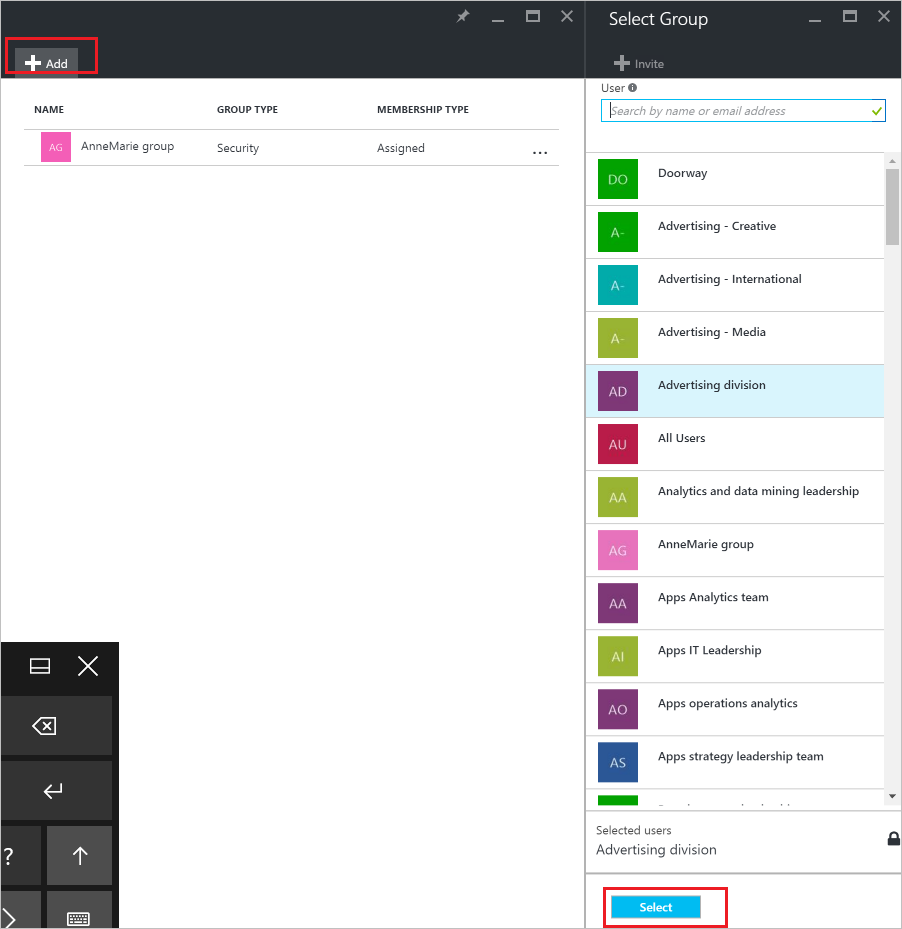 Add
NAME GROUP TYPE MEMBERSHIP TYPE
AG AnneMarie group Security Assigned ...
Select Group
Invite
User
Search by name or email address
DO Doorway
A- Advertising - Creative
A- Advertising - International
A- Advertising - Media
AD Advertising division
AU All Users
AA Analytics and data mining leadership
AG AnneMarie group
AA Apps Analytics team
AI Apps IT Leadership
AO Apps operations analytics
AS Apps strategy leadership team
Selected users
Advertising division
Select
?